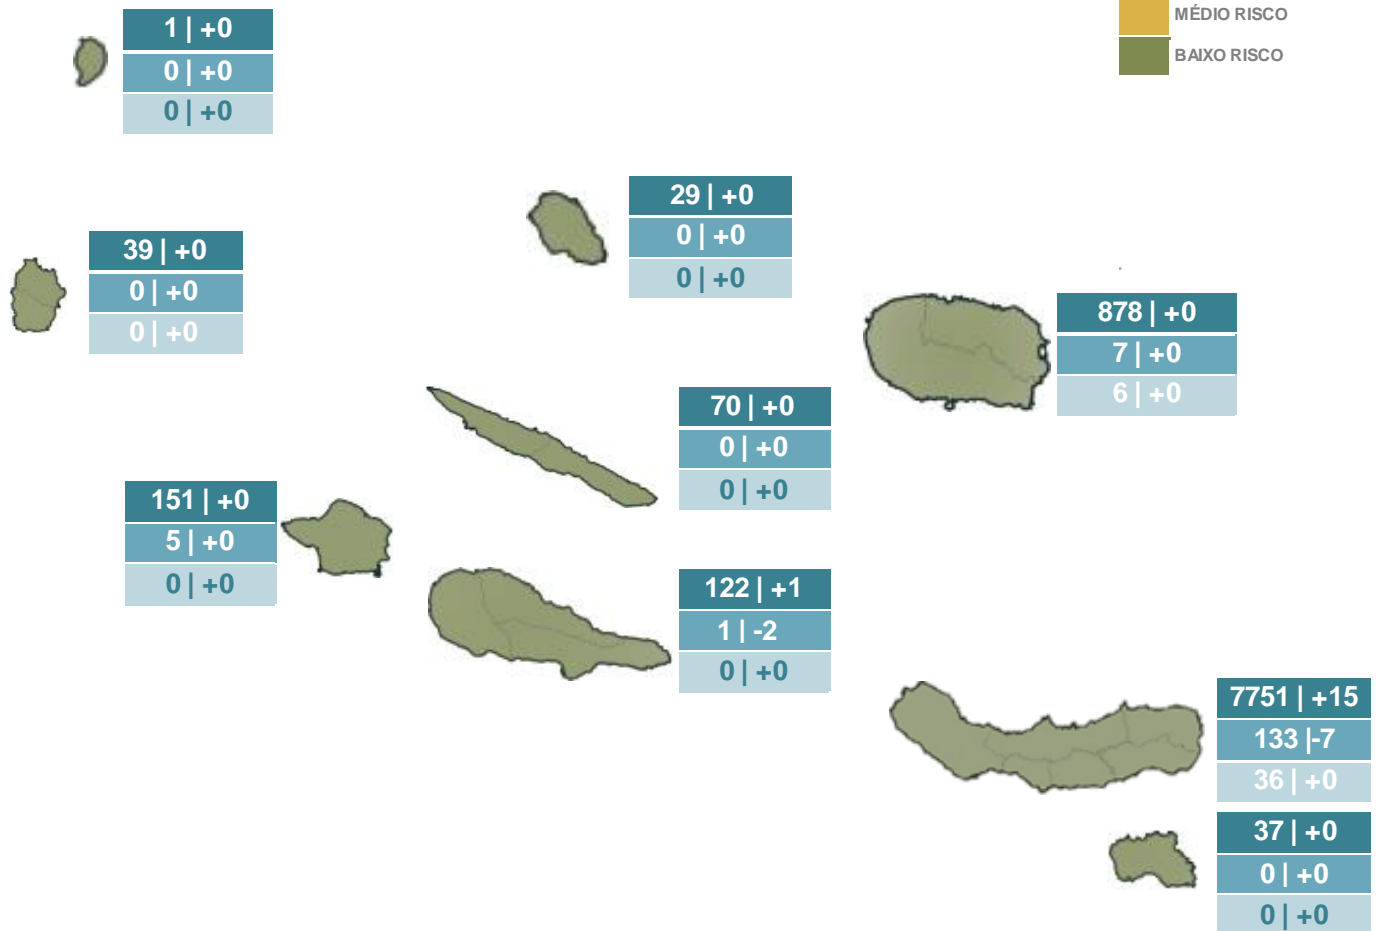 MÉDIO RISCO
BAIXO RISCO
1 | +0
0 | +0
0 | +0
29 | +0
0 | +0
0 | +0
39 | +0
0 | +0
0 | +0
878 | +0
7 | +0
6 | +0
70 | +0
0 | +0
0 | +0
151 | +0
5 | +0
0 | +0
122 | +1
1 | -2
0 | +0
7751 | +15
133 |-7
36 | +0
37 | +0
0 | +0
0 | +0